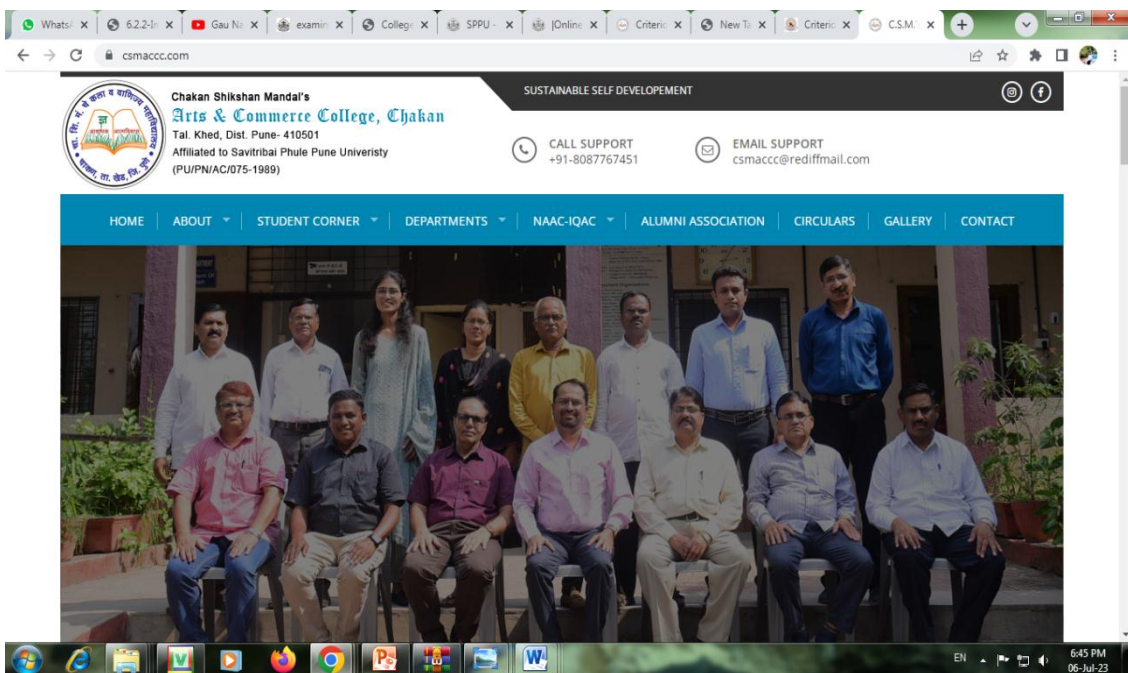 WhatsA
6.2.2-In
Gau Na
examin
College
SPPU -
|Online
Criteric
New Ta
Criteric
C.S.M.
csmaccc.com
Chakan Shikshan Mandal's
Arts & Commerce College, Chakan
Tal. Khed, Dist. Pune- 410501
Affiliated to Savitribai Phule Pune Univeristy
(PU/PN/AC/075-1989)
SUSTAINABLE SELF DEVELOPEMENT
CALL SUPPORT
+91-8087767451
EMAIL SUPPORT
csmaccc@rediffmail.com
HOME
ABOUT
STUDENT CORNER
DEPARTMENTS
NAAC-IQAC
ALUMNI ASSOCIATION
CIRCULARS
GALLERY
CONTACT
EN
6:45 PM
06-Jul-23